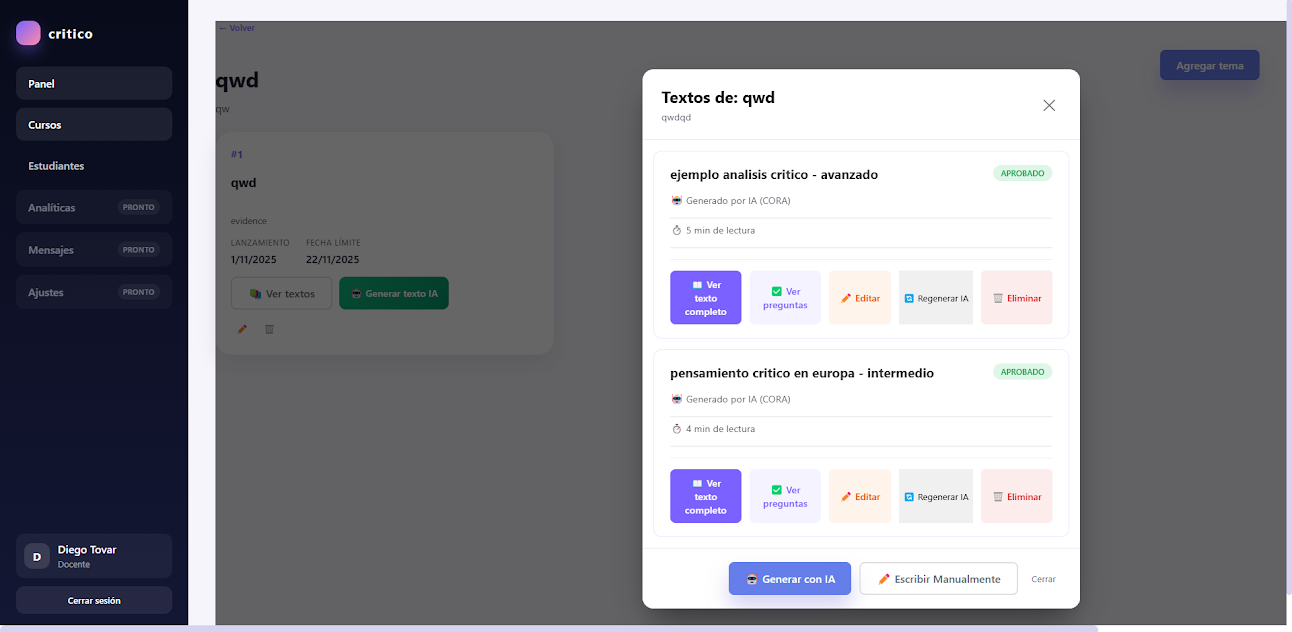 critico
Panel
Cursos
Estudiantes
Analíticas PRONTO
Mensajes PRONTO
Ajustes PRONTO
D
Diego Tovar
Docente
Cerrar sesión
← Volver
qwd
qw
Agregar tema
#1
qwd
evidence
LANZAMIENTO FECHA LÍMITE
1/11/2025 22/11/2025
Ver textos
Generar texto IA
Textos de: qwd
qwdqd
ejemplo analisis critico - avanzado
APROBADO
Generado por IA (CORA)
5 min de lectura
Ver
texto
completo
Ver
preguntas
Editar
Regenerar IA
Eliminar
pensamiento critico en europa - intermedio
APROBADO
Generado por IA (CORA)
4 min de lectura
Ver
texto
completo
Ver
preguntas
Editar
Regenerar IA
Eliminar
Generar con IA
Escribir Manualmente
Cerrar